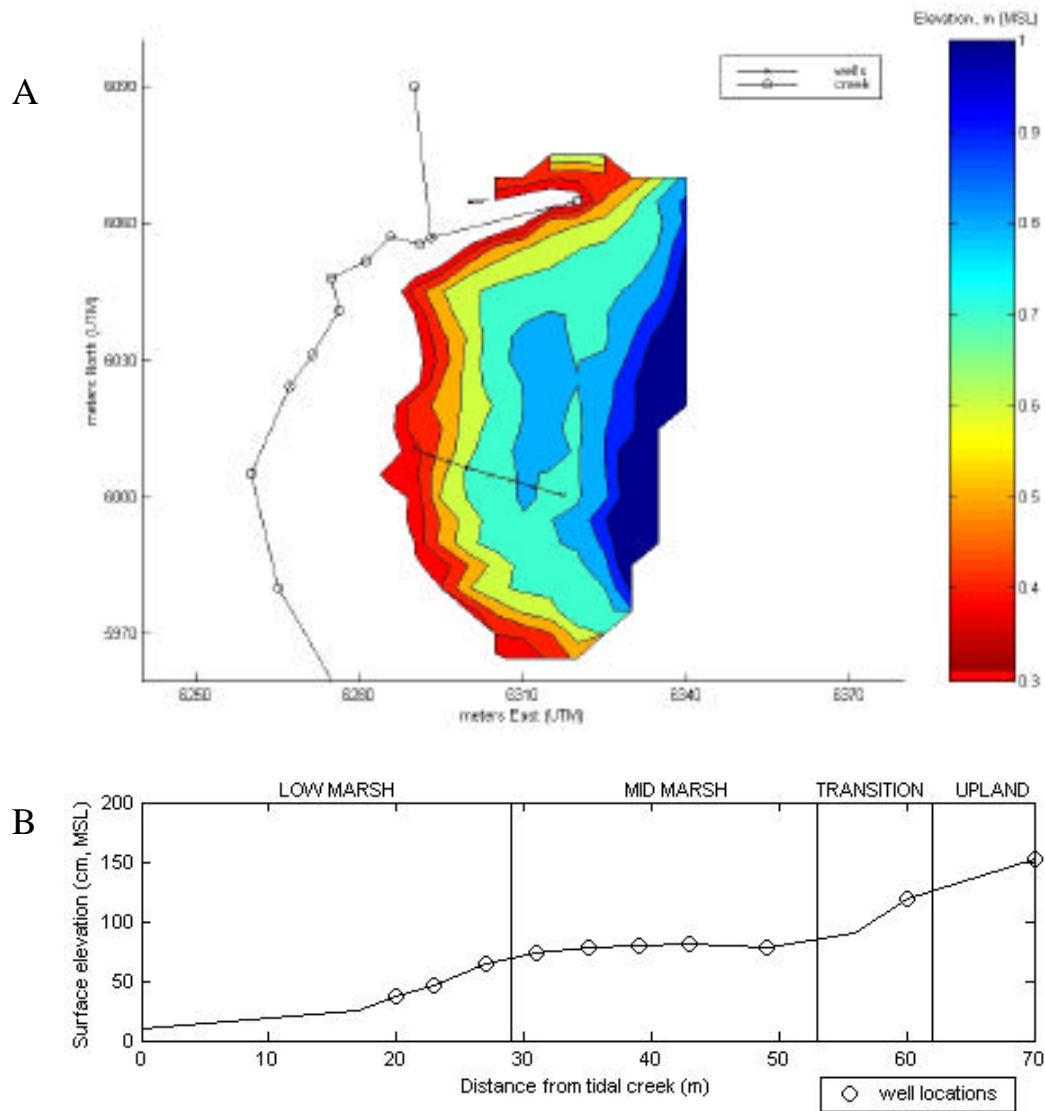 Elevation, m (MSL)
A
wells
creek
1
0.9
0.8
0.7
0.6
0.5
0.4
0.3
6090
6060
6030
6000
5970
meters North (UTM)
6250
6280
6310
6340
6370
meters East (UTM)
B
LOW MARSH
MID MARSH
TRANSITION
UPLAND
Surface elevation (cm, MSL)
200
150
100
50
0
0
10
20
30
40
50
60
70
Distance from tidal creek (m)
well locations